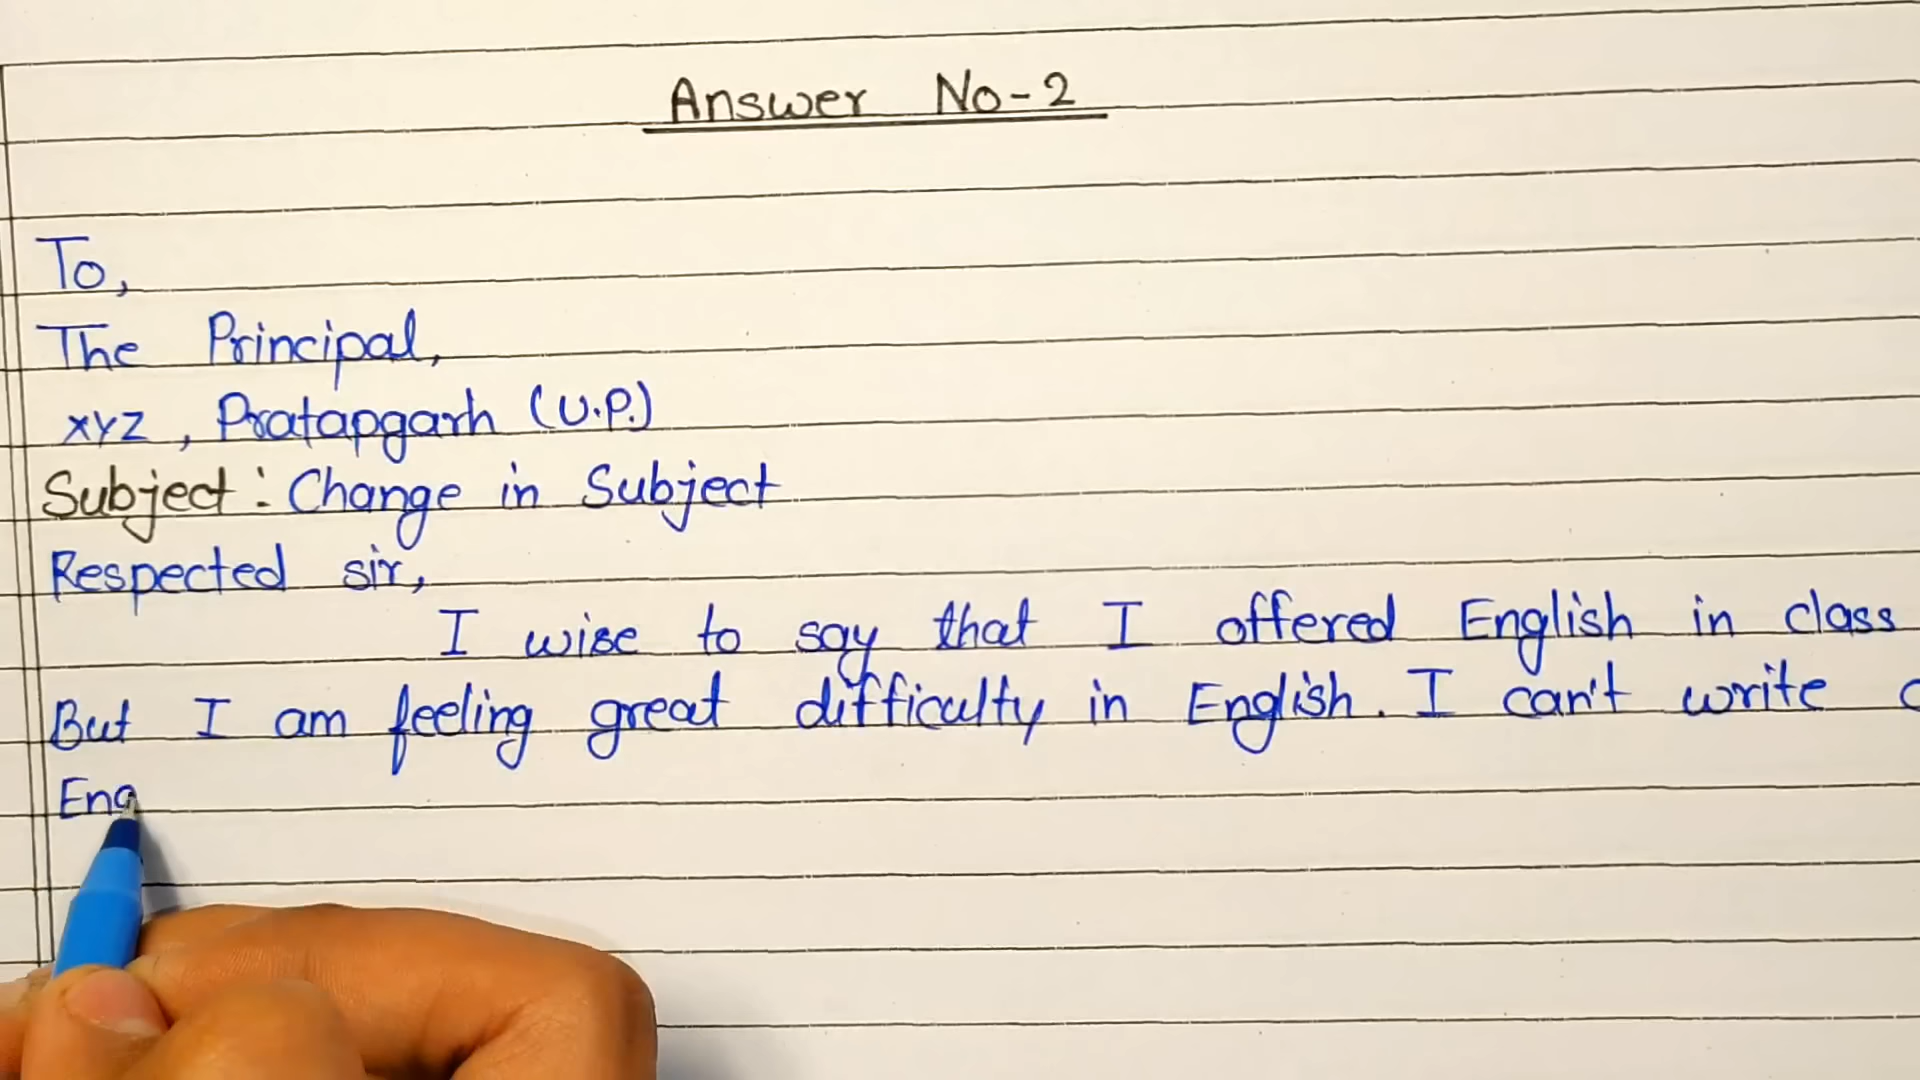 Answer No-2
To,
The Principal,
XYZ, Pratapgarh (U.P.)
Subject: Change in Subject
Respected sir,
I wise to say that I offered English in class
But I am feeling great difficulty in English. I can't write
Eng